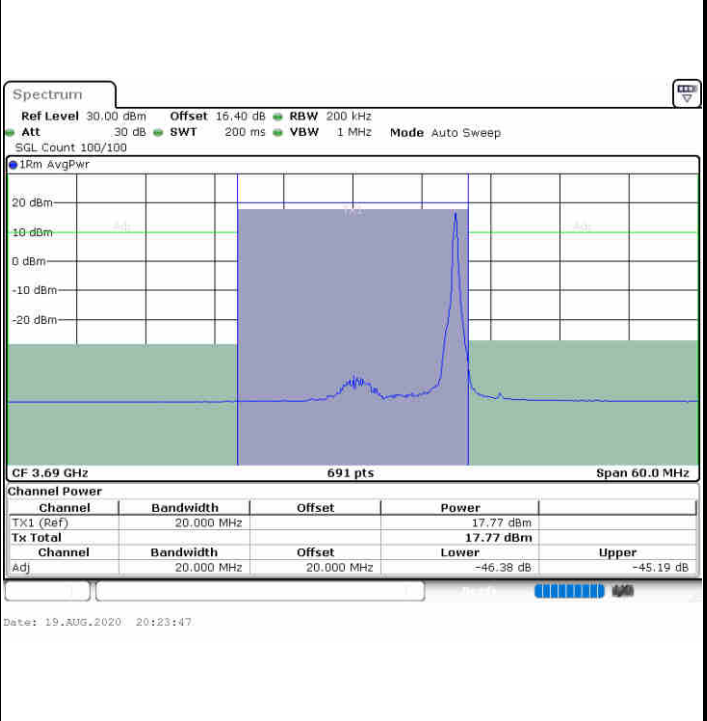 Spectrum
Ref Level 30.00 dBm Offset 16.40 dB RBW 200 kHz
Att 30 dB SWT 200 ms VBW 1 MHz Mode Auto Sweep
SGL Count 100/100
1Rm AvgPwr
20 dBm
TX1
Adj Adj
10 dBm
0 dBm
-10 dBm
-20 dBm
CF 3.69 GHz 691 pts Span 60.0 MHz
Channel Power
Channel Bandwidth Offset Power
TX1 (Ref) 20.000 MHz 17.77 dBm
Tx Total 17.77 dBm
Channel Bandwidth Offset Lower Upper
Adj 20.000 MHz 20.000 MHz -46.38 dB -45.19 dB
Date: 19.AUG.2020 20:23:47